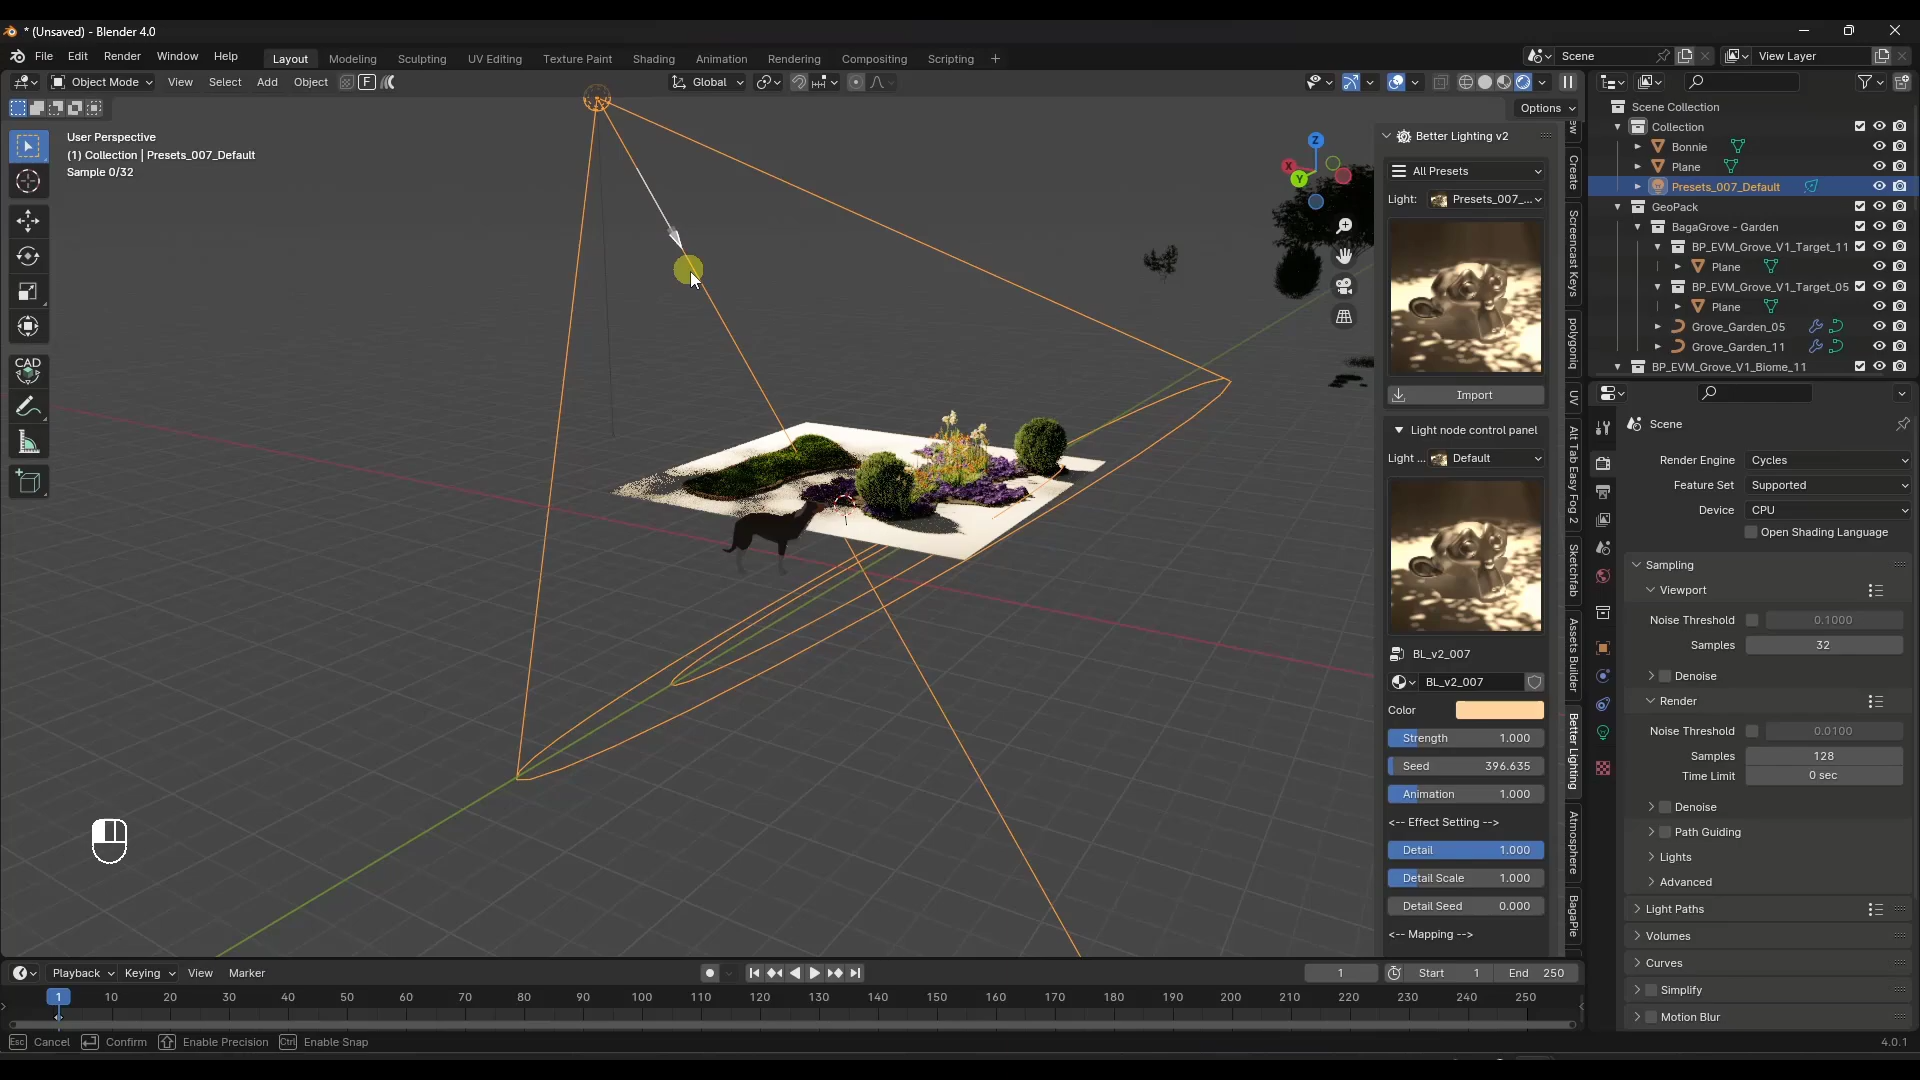 * (Unsaved) - Blender 4.0
File Edit Render Window Help
Layout Modeling Sculpting UV Editing Texture Paint Shading Animation Rendering Compositing Scripting +
Scene
View Layer
Object Mode View Select Add Object
Global
Options
User Perspective
(1) Collection | Presets_007_Default
Sample 0/32
CAD
Z
X
Y
Better Lighting v2
All Presets
Light: Presets_007_...
Import
Light node control panel
Light ... Default
BL_v2_007
BL_v2_007
Color
Strength 1.000
Seed 396.635
Animation 1.000
<-- Effect Setting -->
Detail 1.000
Detail Scale 1.000
Detail Seed 0.000
<-- Mapping -->
Create
Screencast Keys
polygoniq
UV
Alt Tab Easy Fog 2
Sketchfab
Assets Builder
Better Lighting
Atmosphere
BagaPie
Scene Collection
Collection
Bonnie
Plane
Presets_007_Default
GeoPack
BagaGrove - Garden
BP_EVM_Grove_V1_Target_11
Plane
BP_EVM_Grove_V1_Target_05
Plane
Grove_Garden_05
Grove_Garden_11
BP_EVM_Grove_V1_Biome_11
Scene
Render Engine Cycles
Feature Set Supported
Device CPU
Open Shading Language
Sampling
Viewport
Noise Threshold 0.1000
Samples 32
Denoise
Render
Noise Threshold 0.0100
Samples 128
Time Limit 0 sec
Denoise
Path Guiding
Lights
Advanced
Light Paths
Volumes
Curves
Simplify
Motion Blur
Playback Keying View Marker
1
Start 1 End 250
1 10 20 30 40 50 60 70 80 90 100 110 120 130 140 150 160 170 180 190 200 210 220 230 240 250
Esc Cancel Confirm Enable Precision Ctrl Enable Snap
4.0.1